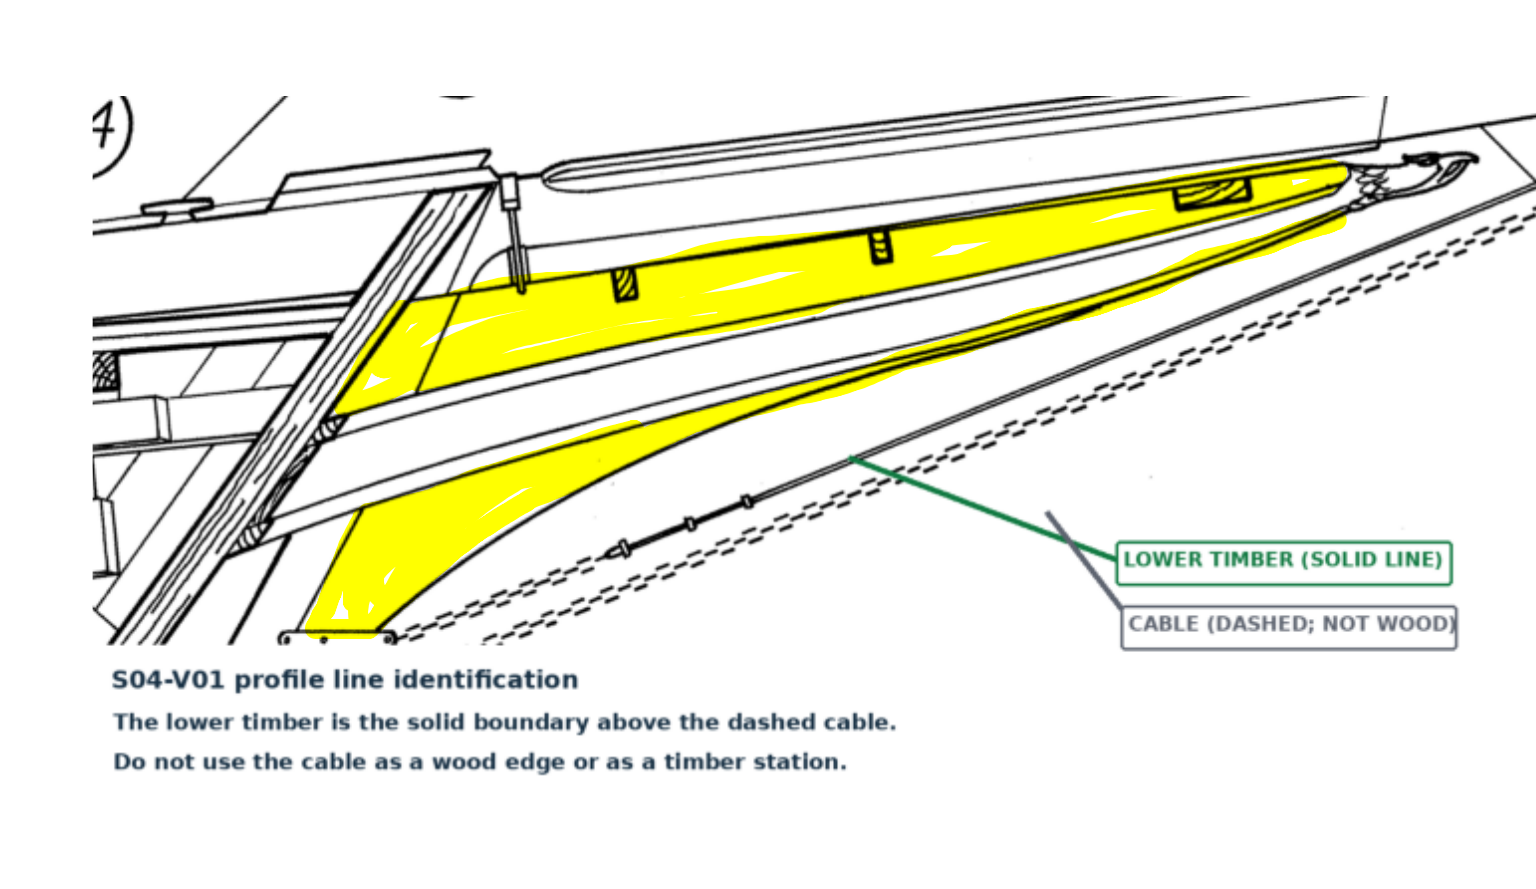 4
LOWER TIMBER (SOLID LINE)
CABLE (DASHED; NOT WOOD)
S04-V01 profile line identification
The lower timber is the solid boundary above the dashed cable.
Do not use the cable as a wood edge or as a timber station.